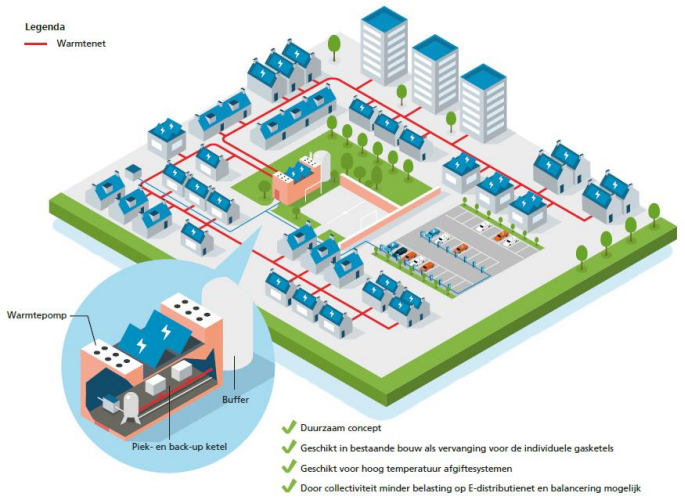 Legenda
Warmtenet
Warmtepomp
Buffer
Piek- en back-up ketel
Duurzaam concept
Geschikt in bestaande bouw als vervanging voor de individuele gasketels
Geschikt voor hoog temperatuur afgiftesystemen
Door collectiviteit minder belasting op E-distributienet en balancering mogelijk